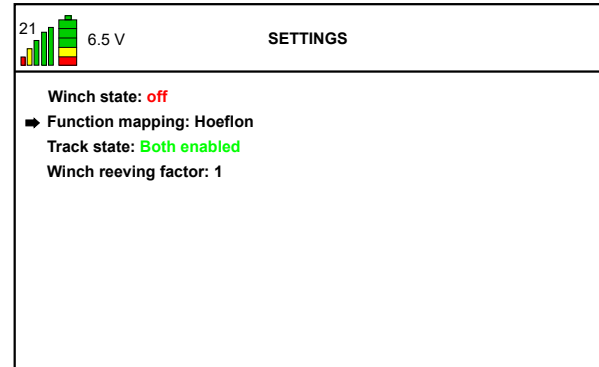 21
6.5 V
SETTINGS
Winch state: off
Function mapping: Hoeflon
Track state: Both enabled
Winch reeving factor: 1